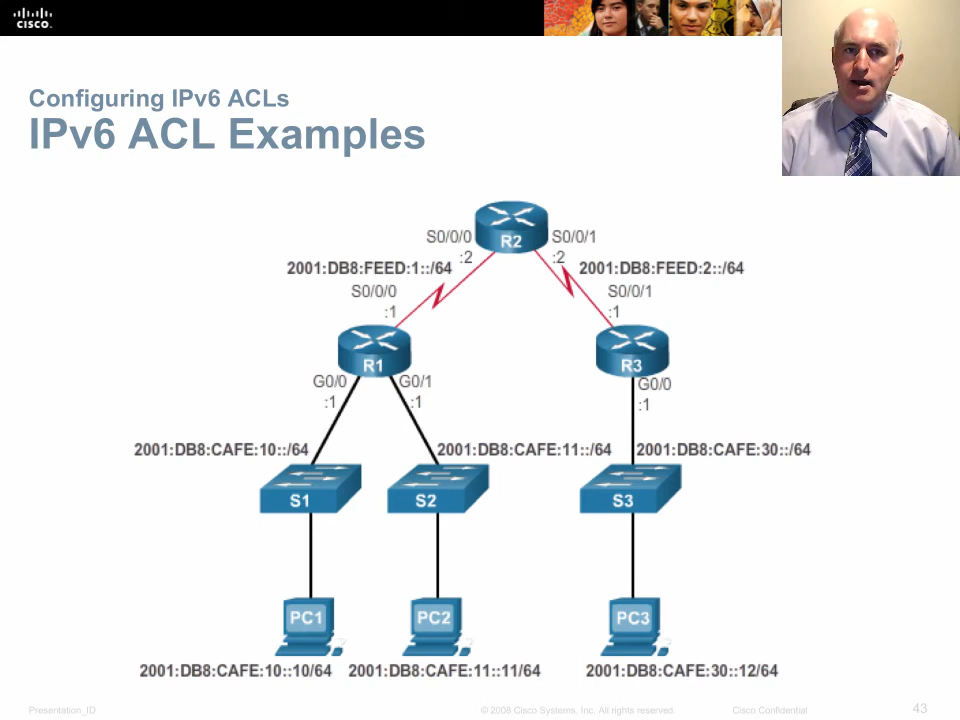 CISCO.
Configuring IPv6 ACLs
IPv6 ACL Examples
R2
S0/0/0
:2
S0/0/1
:2
2001:DB8:FEED:1::/64
2001:DB8:FEED:2::/64
S0/0/0
:1
S0/0/1
:1
R1
R3
G0/0
:1
G0/1
:1
G0/0
:1
2001:DB8:CAFE:10::/64
2001:DB8:CAFE:11::/64
2001:DB8:CAFE:30::/64
S1
S2
S3
PC1
PC2
PC3
2001:DB8:CAFE:10::10/64
2001:DB8:CAFE:11::11/64
2001:DB8:CAFE:30::12/64
Presentation_ID
© 2008 Cisco Systems, Inc. All rights reserved.
Cisco Confidential
43